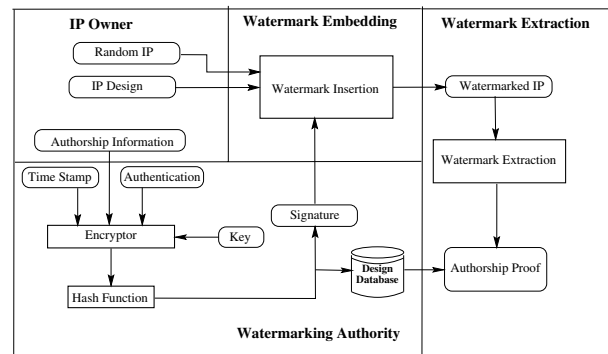 IP Owner
Watermark Embedding
Watermark Extraction
Random IP
IP Design
Watermark Insertion
Watermarked IP
Authorship Information
Watermark Extraction
Time Stamp
Authentication
Signature
Encryptor
Key
Design
Database
Authorship Proof
Hash Function
Watermarking Authority